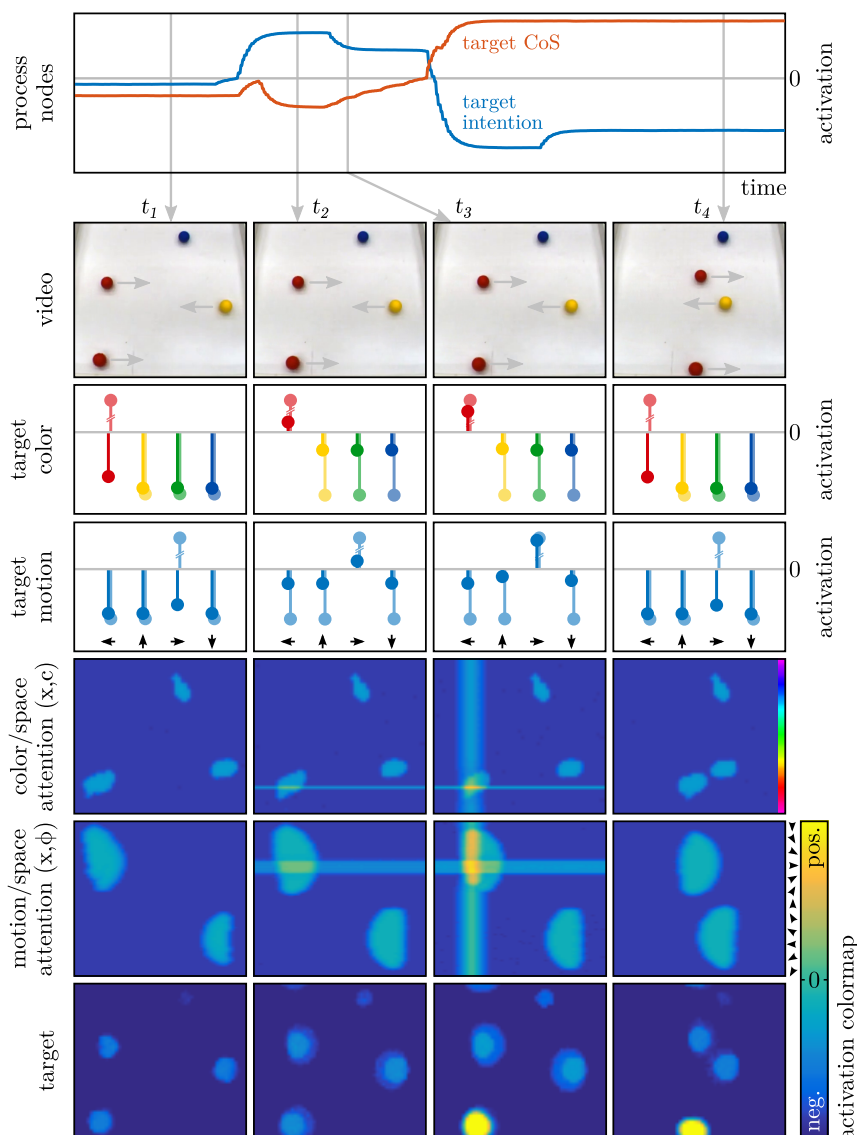 process
nodes
target CoS
target
intention
0
activation
time
t1
t2
t3
t4
video
target
color
0
activation
target
motion
0
activation
color/space
attention (x,c
motion/space
attention (x,ϕ)
target
pos.
0
neg.
activation colormap